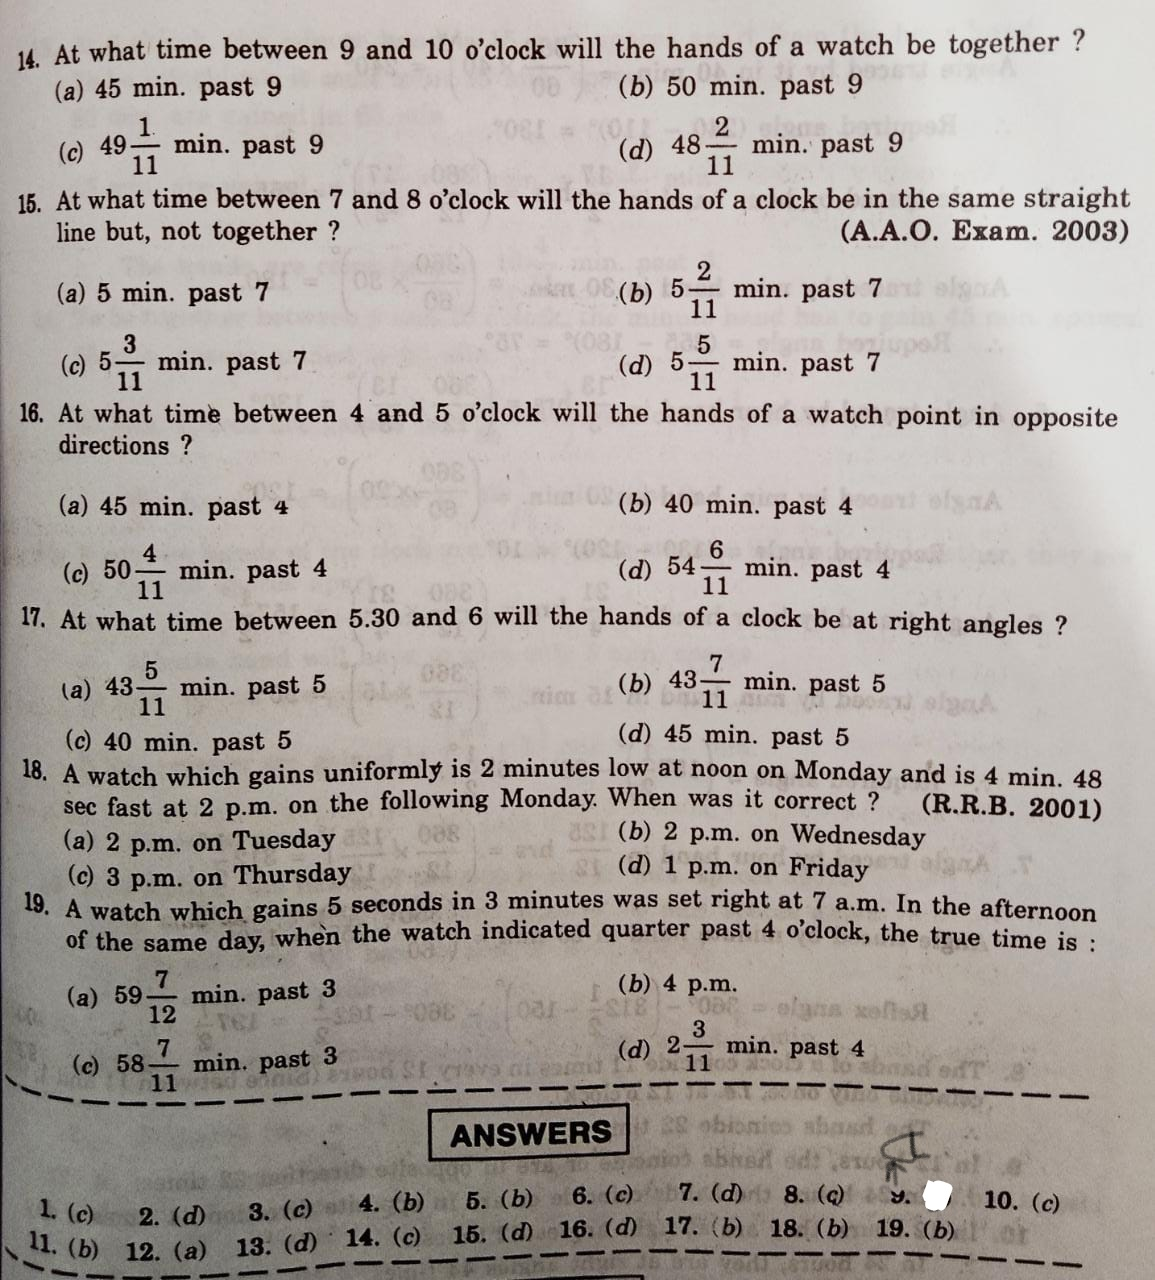 14. At what time between 9 and 10 o'clock will the hands of a watch be together ?
(a) 45 min. past 9 (b) 50 min. past 9
(c) 49 1/11 min. past 9 (d) 48 2/11 min. past 9
15. At what time between 7 and 8 o'clock will the hands of a clock be in the same straight
line but, not together ? (A.A.O. Exam. 2003)
(a) 5 min. past 7 (b) 5 2/11 min. past 7
(c) 5 3/11 min. past 7 (d) 5 5/11 min. past 7
16. At what time between 4 and 5 o'clock will the hands of a watch point in opposite
directions ?
(a) 45 min. past 4 (b) 40 min. past 4
(c) 50 4/11 min. past 4 (d) 54 6/11 min. past 4
17. At what time between 5.30 and 6 will the hands of a clock be at right angles ?
(a) 43 5/11 min. past 5 (b) 43 7/11 min. past 5
(c) 40 min. past 5 (d) 45 min. past 5
18. A watch which gains uniformly is 2 minutes low at noon on Monday and is 4 min. 48
sec fast at 2 p.m. on the following Monday. When was it correct ? (R.R.B. 2001)
(a) 2 p.m. on Tuesday (b) 2 p.m. on Wednesday
(c) 3 p.m. on Thursday (d) 1 p.m. on Friday
19. A watch which gains 5 seconds in 3 minutes was set right at 7 a.m. In the afternoon
of the same day, when the watch indicated quarter past 4 o'clock, the true time is :
(a) 59 7/12 min. past 3 (b) 4 p.m.
(c) 58 7/11 min. past 3 (d) 2 3/11 min. past 4
ANSWERS
1. (c) 2. (d) 3. (c) 4. (b) 5. (b) 6. (c) 7. (d) 8. (c) 9. 10. (c)
11. (b) 12. (a) 13. (d) 14. (c) 15. (d) 16. (d) 17. (b) 18. (b) 19. (b)